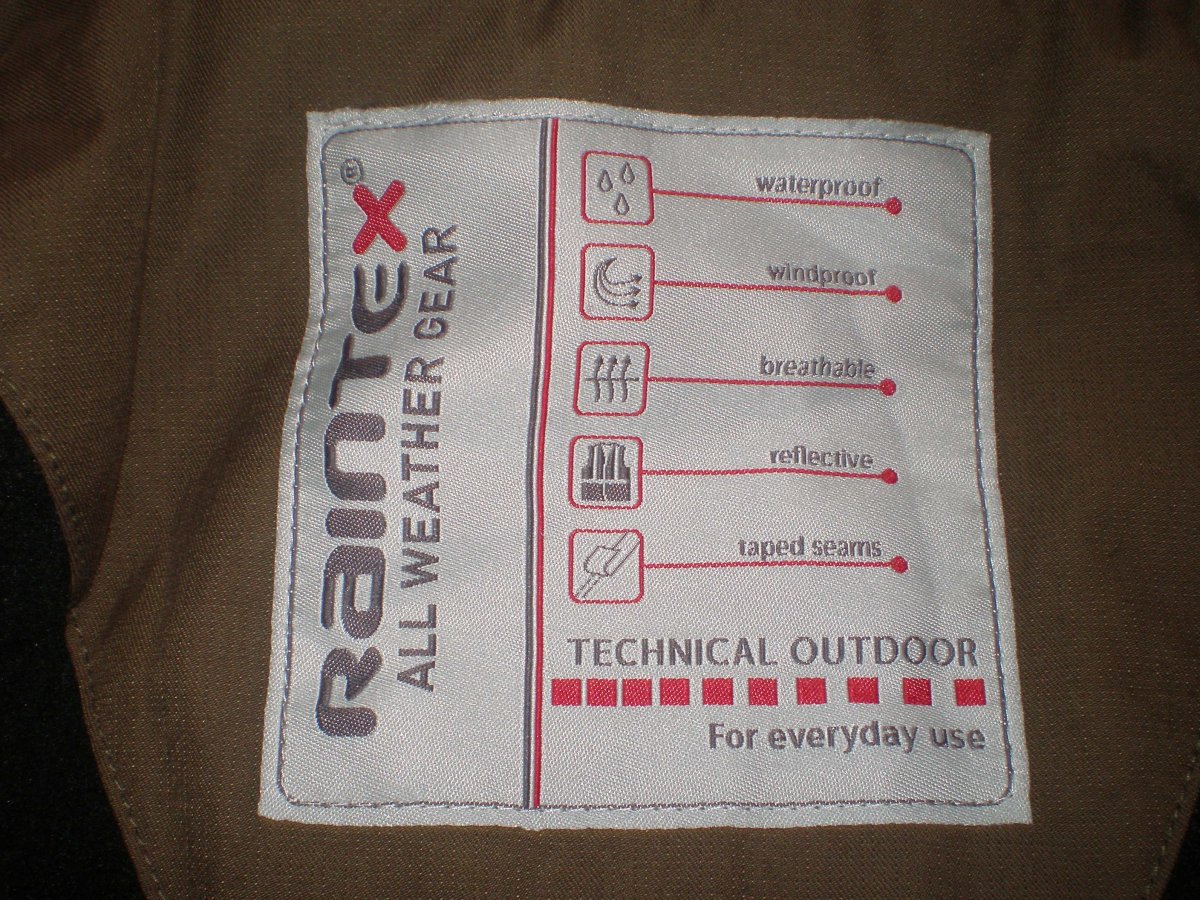 RainTex®
ALL WEATHER GEAR
waterproof
windproof
breathable
reflective
taped seams
TECHNICAL OUTDOOR
For everyday use